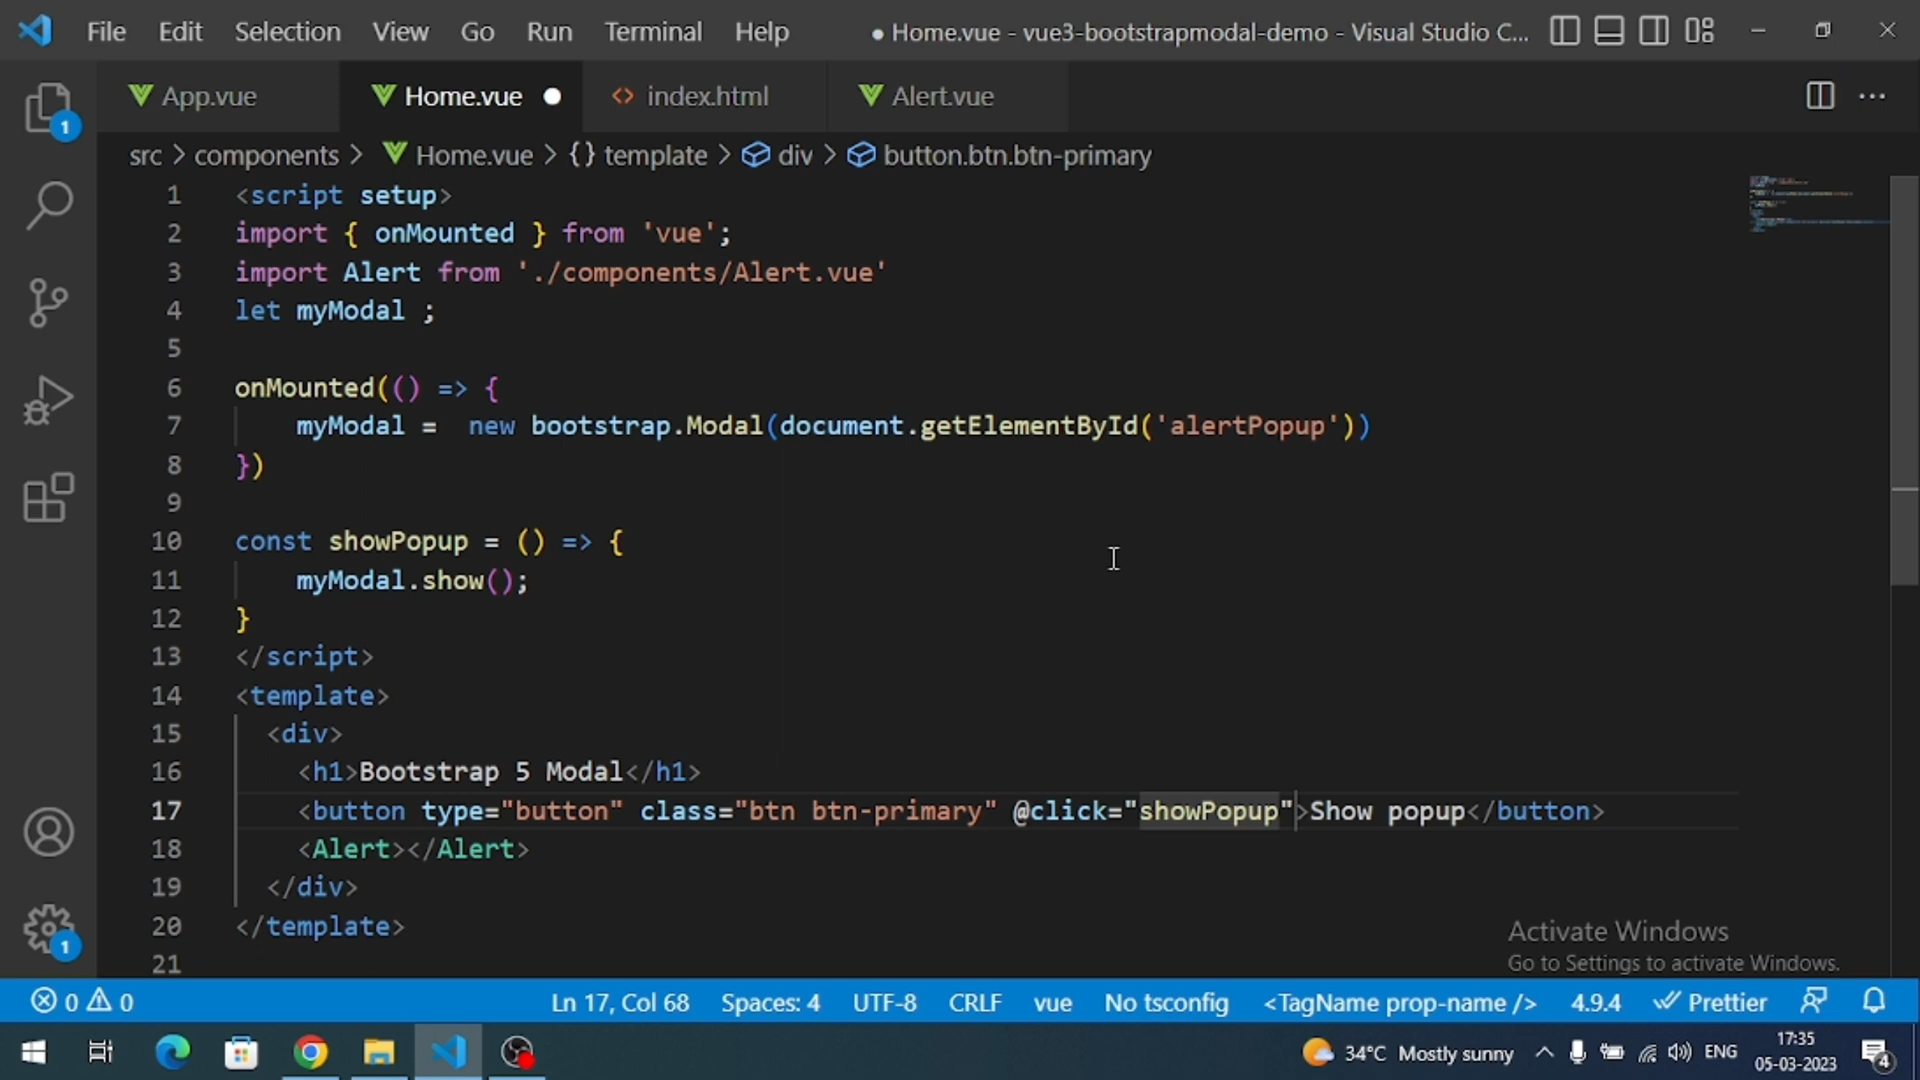 File Edit Selection View Go Run Terminal Help ● Home.vue - vue3-bootstrapmodal-demo - Visual Studio C...
App.vue Home.vue ● <> index.html Alert.vue ...
1
src > components > Home.vue > {} template > div > button.btn.btn-primary
1 <script setup>
2 import { onMounted } from 'vue';
3 import Alert from './components/Alert.vue'
4 let myModal ;
5
6 onMounted(() => {
7     myModal =  new bootstrap.Modal(document.getElementById('alertPopup'))
8 })
9
10 const showPopup = () => {
11     myModal.show();
12 }
13 </script>
14 <template>
15   <div>
16     <h1>Bootstrap 5 Modal</h1>
17     <button type="button" class="btn btn-primary" @click="showPopup">Show popup</button>
18     <Alert></Alert>
19   </div>
20 </template>
21
1
Activate Windows
Go to Settings to activate Windows.
0 0 Ln 17, Col 68 Spaces: 4 UTF-8 CRLF vue No tsconfig <TagName prop-name /> 4.9.4 Prettier
34°C Mostly sunny ENG 17:35
05-03-2023
4